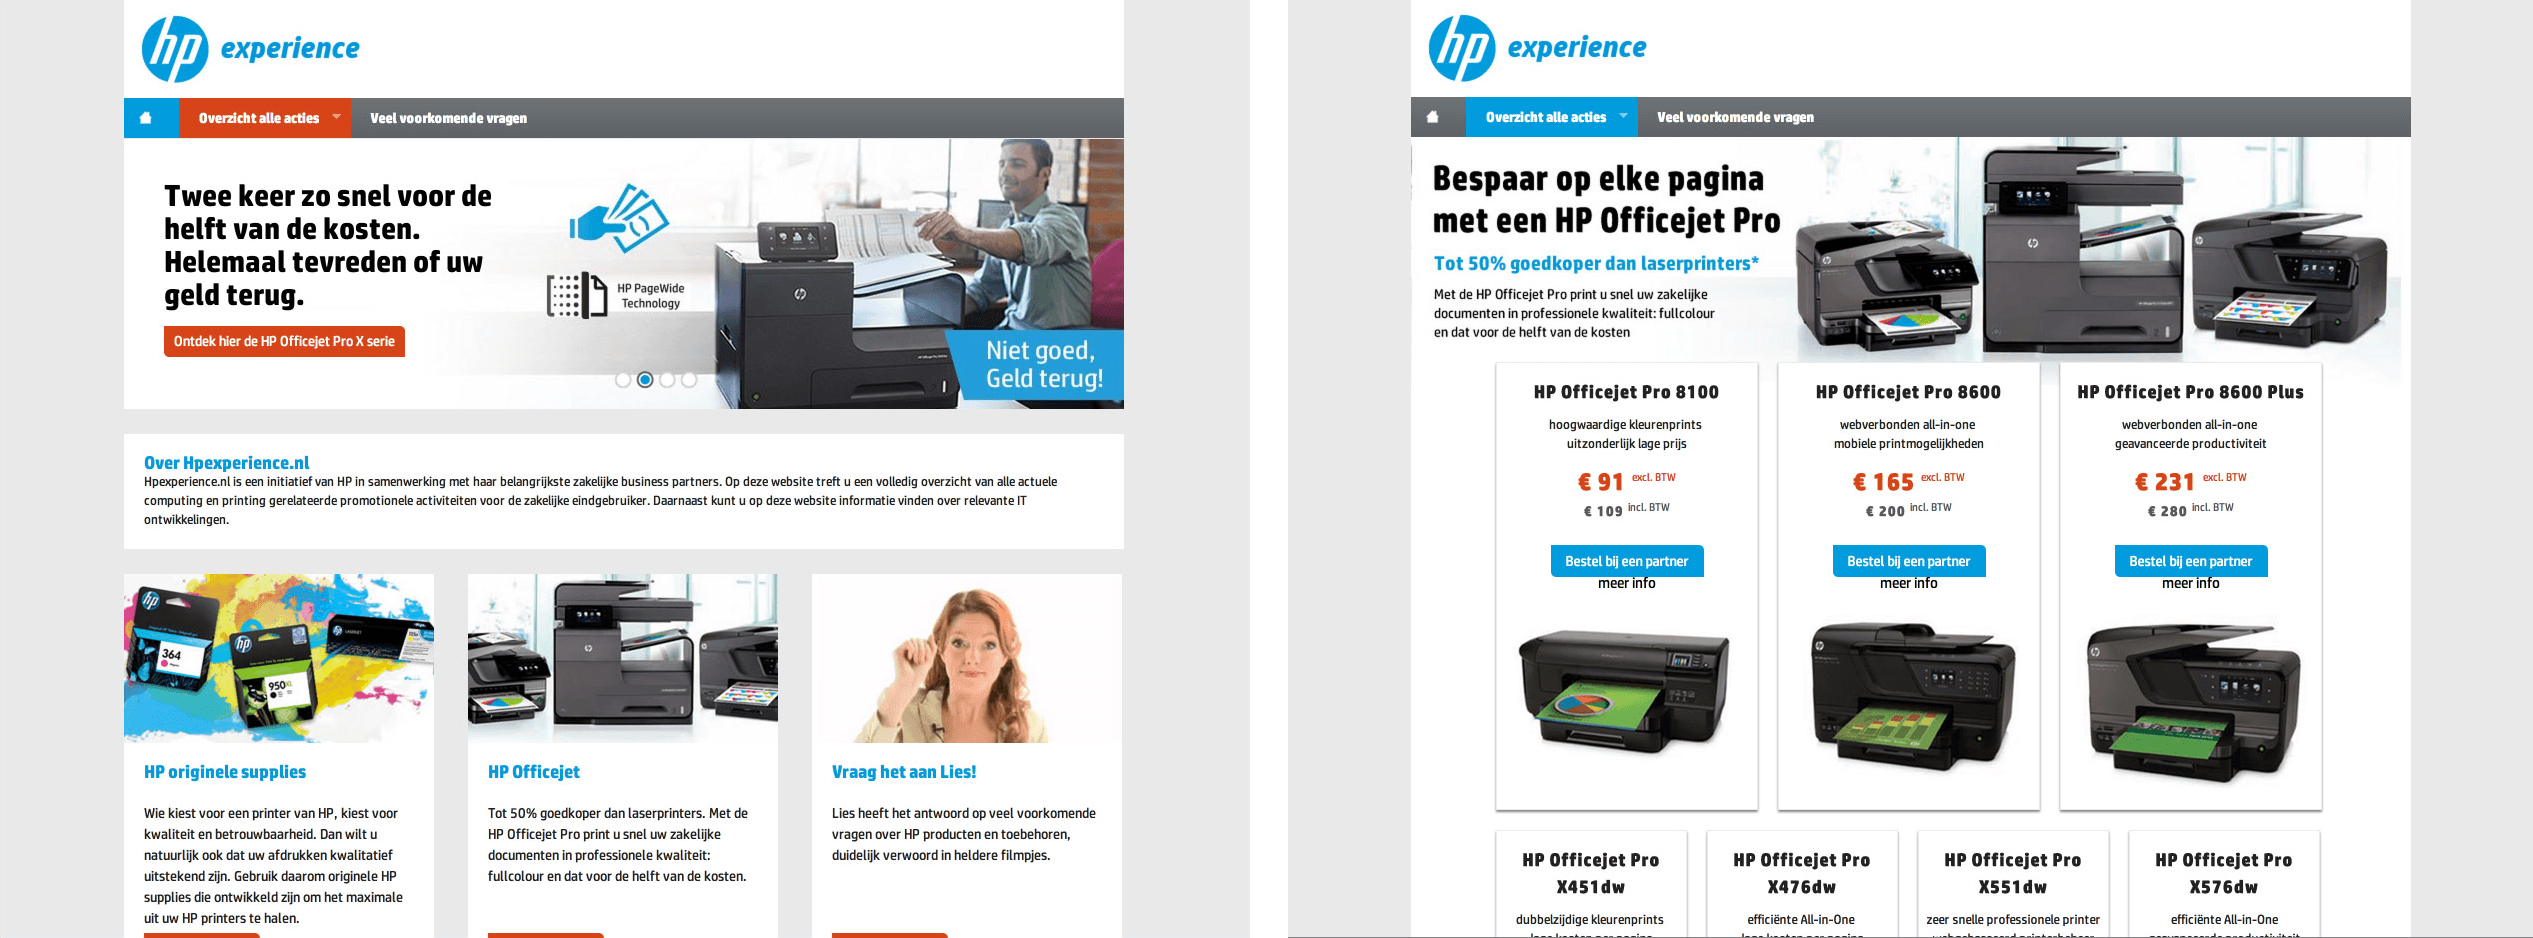 hp experience
Overzicht alle acties
Veel voorkomende vragen
Twee keer zo snel voor de
helft van de kosten.
Helemaal tevreden of uw
geld terug.
Ontdek hier de HP Officejet Pro X serie
HP PageWide
Technology
hp
Niet goed,
Geld terug!
Over Hpexperience.nl
Hpexperience.nl is een initiatief van HP in samenwerking met haar belangrijkste zakelijke business partners. Op deze website treft u een volledig overzicht van alle actuele
computing en printing gerelateerde promotionele activiteiten voor de zakelijke eindgebruiker. Daarnaast kunt u op deze website informatie vinden over relevante IT
ontwikkelingen.
hp
364
hp
950XL
HP originele supplies
Wie kiest voor een printer van HP, kiest voor
kwaliteit en betrouwbaarheid. Dan wilt u
natuurlijk ook dat uw afdrukken kwalitatief
uitstekend zijn. Gebruik daarom originele HP
supplies die ontwikkeld zijn om het maximale
uit uw HP printers te halen.
HP Officejet
Tot 50% goedkoper dan laserprinters. Met de
HP Officejet Pro print u snel uw zakelijke
documenten in professionele kwaliteit:
fullcolour en dat voor de helft van de kosten.
Vraag het aan Lies!
Lies heeft het antwoord op veel voorkomende
vragen over HP producten en toebehoren,
duidelijk verwoord in heldere filmpjes.
hp experience
Overzicht alle acties
Veel voorkomende vragen
Bespaar op elke pagina
met een HP Officejet Pro
Tot 50% goedkoper dan laserprinters*
Met de HP Officejet Pro print u snel uw zakelijke
documenten in professionele kwaliteit: fullcolour
en dat voor de helft van de kosten
HP Officejet Pro 8100
hoogwaardige kleurenprints
uitzonderlijk lage prijs
€ 91 excl. BTW
€ 109 incl. BTW
Bestel bij een partner
meer info
HP Officejet Pro 8600
webverbonden all-in-one
mobiele printmogelijkheden
€ 165 excl. BTW
€ 200 incl. BTW
Bestel bij een partner
meer info
HP Officejet Pro 8600 Plus
webverbonden all-in-one
geavanceerde productiviteit
€ 231 excl. BTW
€ 280 incl. BTW
Bestel bij een partner
meer info
HP Officejet Pro
X451dw
dubbelzijdige kleurenprints
HP Officejet Pro
X476dw
efficiënte All-in-One
HP Officejet Pro
X551dw
zeer snelle professionele printer
HP Officejet Pro
X576dw
efficiënte All-in-One